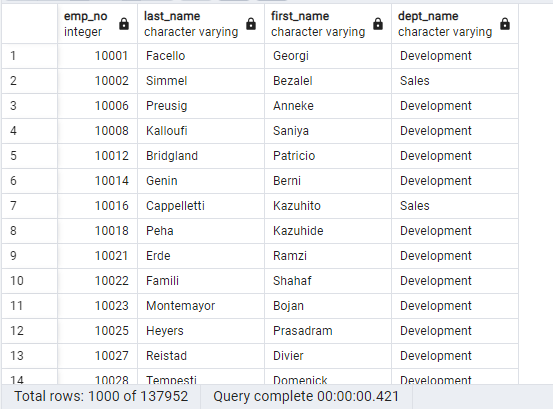 emp_no last_name first_name dept_name
integer character varying character varying character varying
1 10001 Facello Georgi Development
2 10002 Simmel Bezalel Sales
3 10006 Preusig Anneke Development
4 10008 Kalloufi Saniya Development
5 10012 Bridgland Patricio Development
6 10014 Genin Berni Development
7 10016 Cappelletti Kazuhito Sales
8 10018 Peha Kazuhide Development
9 10021 Erde Ramzi Development
10 10022 Famili Shahaf Development
11 10023 Montemayor Bojan Development
12 10025 Heyers Prasadram Development
13 10027 Reistad Divier Development
14 10028 Tempesti Domenick Development
Total rows: 1000 of 137952 Query complete 00:00:00.421